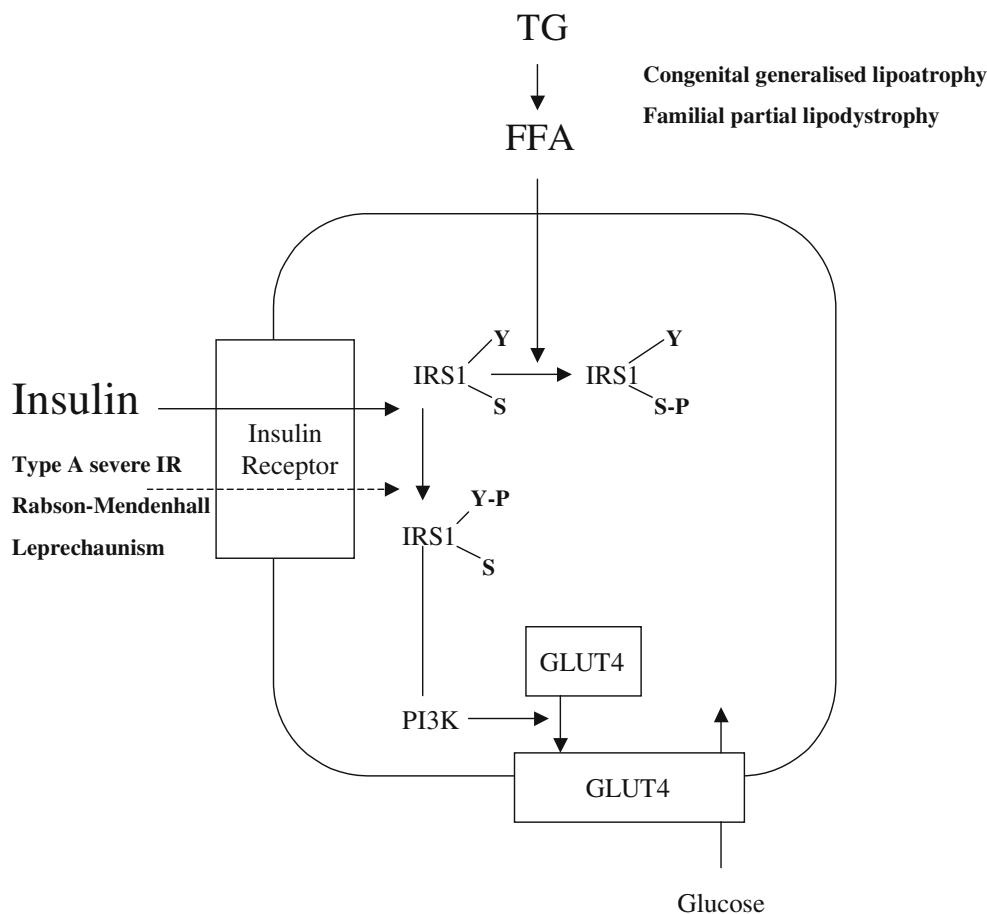 TG
Congenital generalised lipoatrophy
Familial partial lipodystrophy
FFA
Y
IRS1
S
Y
IRS1
S-P
Insulin
Insulin
Receptor
Type A severe IR
Rabson-Mendenhall
Leprechaunism
Y-P
IRS1
S
GLUT4
PI3K
GLUT4
Glucose